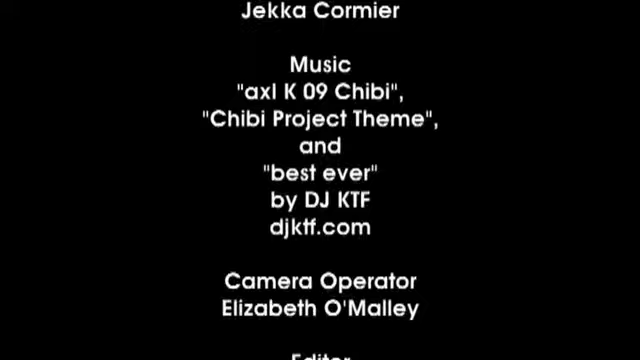 Jekka Cormier
Music
"axl K 09 Chibi",
"Chibi Project Theme",
and
"best ever"
by DJ KTF
djktf.com
Camera Operator
Elizabeth O'Malley
Editor